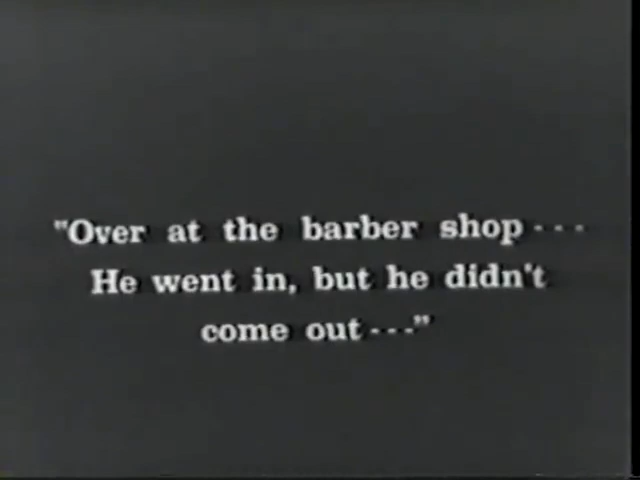 "Over at the barber shop - - -
He went in, but he didn't
come out - - -"